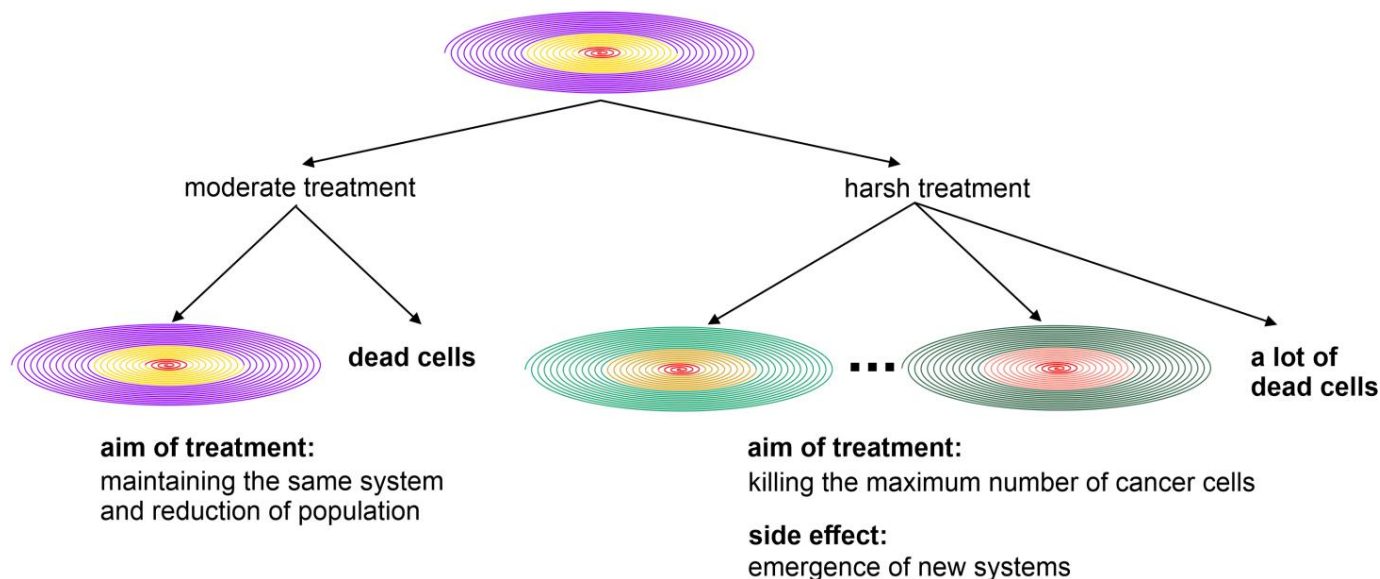 moderate treatment
harsh treatment
dead cells
a lot of
dead cells
aim of treatment:
maintaining the same system
and reduction of population
aim of treatment:
killing the maximum number of cancer cells
side effect:
emergence of new systems